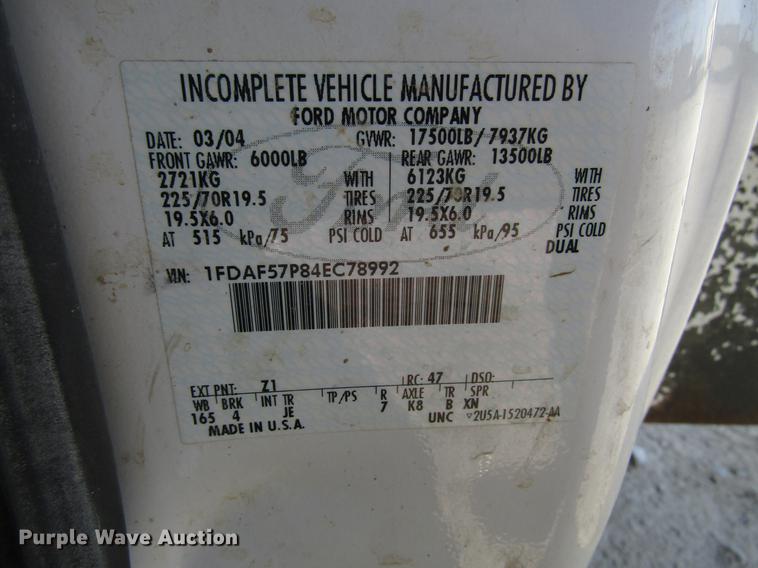 INCOMPLETE VEHICLE MANUFACTURED BY
FORD MOTOR COMPANY
DATE: 03/04 GVWR: 17500LB/ 7937KG
FRONT GAWR: 6000LB REAR GAWR: 13500LB
2721KG WITH 6123KG WITH
225/70R19.5 TIRES 225/70R19.5 TIRES
19.5X6.0 RIMS 19.5X6.0 RIMS
AT 515 kPa/75 PSI COLD AT 655 kPa/95 PSI COLD
DUAL
VIN: 1FDAF57P84EC78992
Ford
EXT PNT: Z1 RC: 47 DSO:
WB BRK INT TR TP/PS R AXLE TR SPR
165 4 JE 7 K8 B XN
MADE IN U.S.A. UNC 2U5A-1520472-AA
Purple Wave Auction